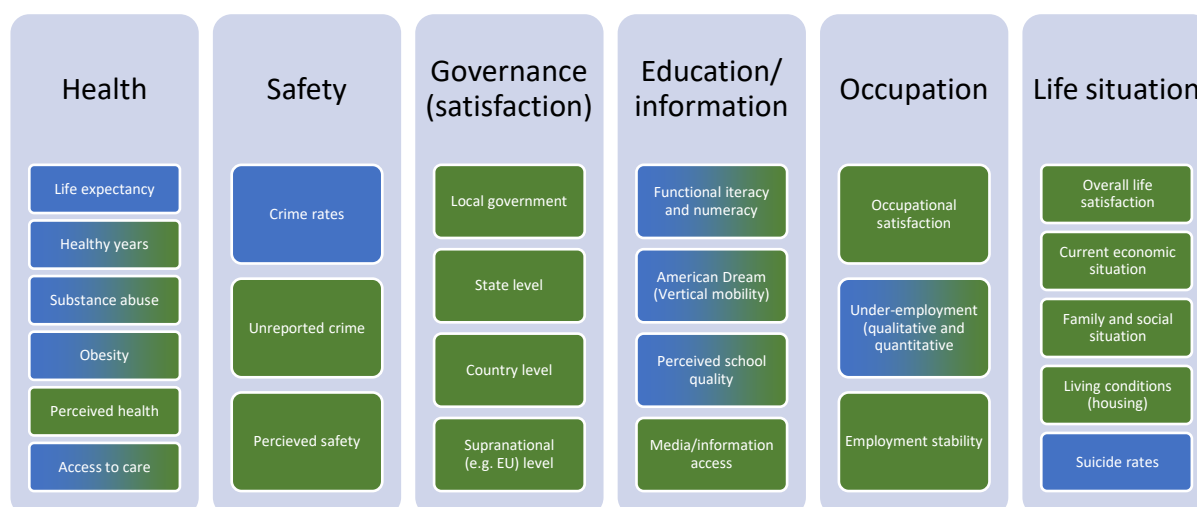 Health
Life expectancy
Healthy years
Substance abuse
Obesity
Perceived health
Access to care
Safety
Crime rates
Unreported crime
Percieved safety
Governance
(satisfaction)
Local government
State level
Country level
Supranational
(e.g. EU) level
Education/
information
Functional iteracy
and numeracy
American Dream
(Vertical mobility)
Perceived school
quality
Media/information
access
Occupation
Occupational
satisfaction
Under-employment
(qualitative and
quantitative
Employment stability
Life situation
Overall life
satisfaction
Current economic
situation
Family and social
situation
Living conditions
(housing)
Suicide rates